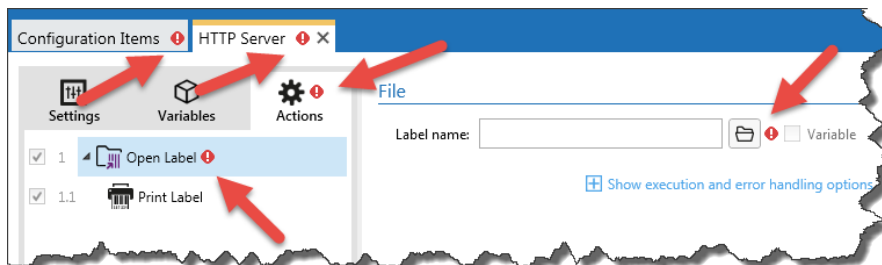 Configuration Items HTTP Server
Settings Variables Actions
File
Label name: Variable
1 Open Label
Show execution and error handling options
1.1 Print Label